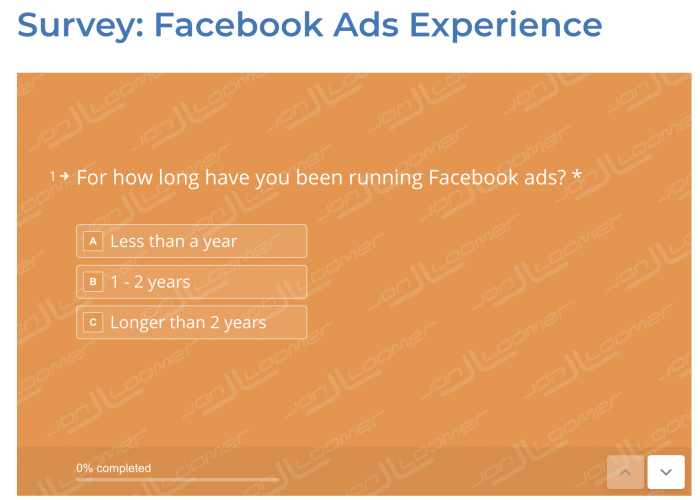 Survey: Facebook Ads Experience
1 → For how long have you been running Facebook ads? *
A Less than a year
B 1 - 2 years
C Longer than 2 years
0% completed
Jon Loomer